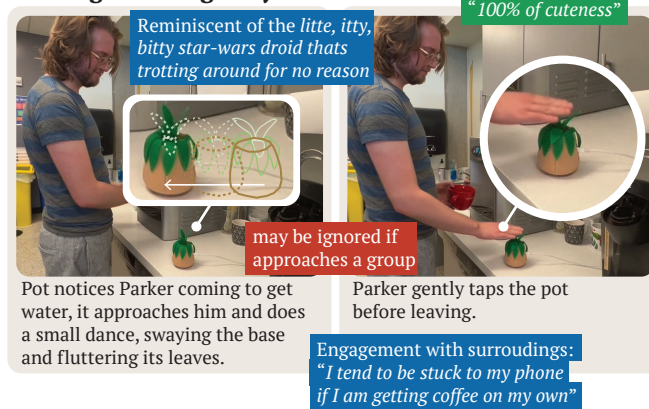 "100% of cuteness"
Reminiscent of the litte, itty,
bitty star-wars droid thats
trotting around for no reason
may be ignored if
approaches a group
Pot notices Parker coming to get
water, it approaches him and does
a small dance, swaying the base
and fluttering its leaves.
Parker gently taps the pot
before leaving.
Engagement with surroudings:
"I tend to be stuck to my phone
if I am getting coffee on my own"